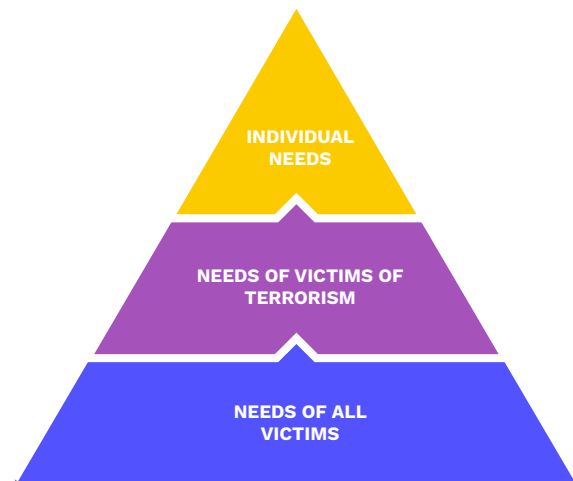 INDIVIDUAL
NEEDS
NEEDS OF VICTIMS OF
TERRORISM
NEEDS OF ALL
VICTIMS